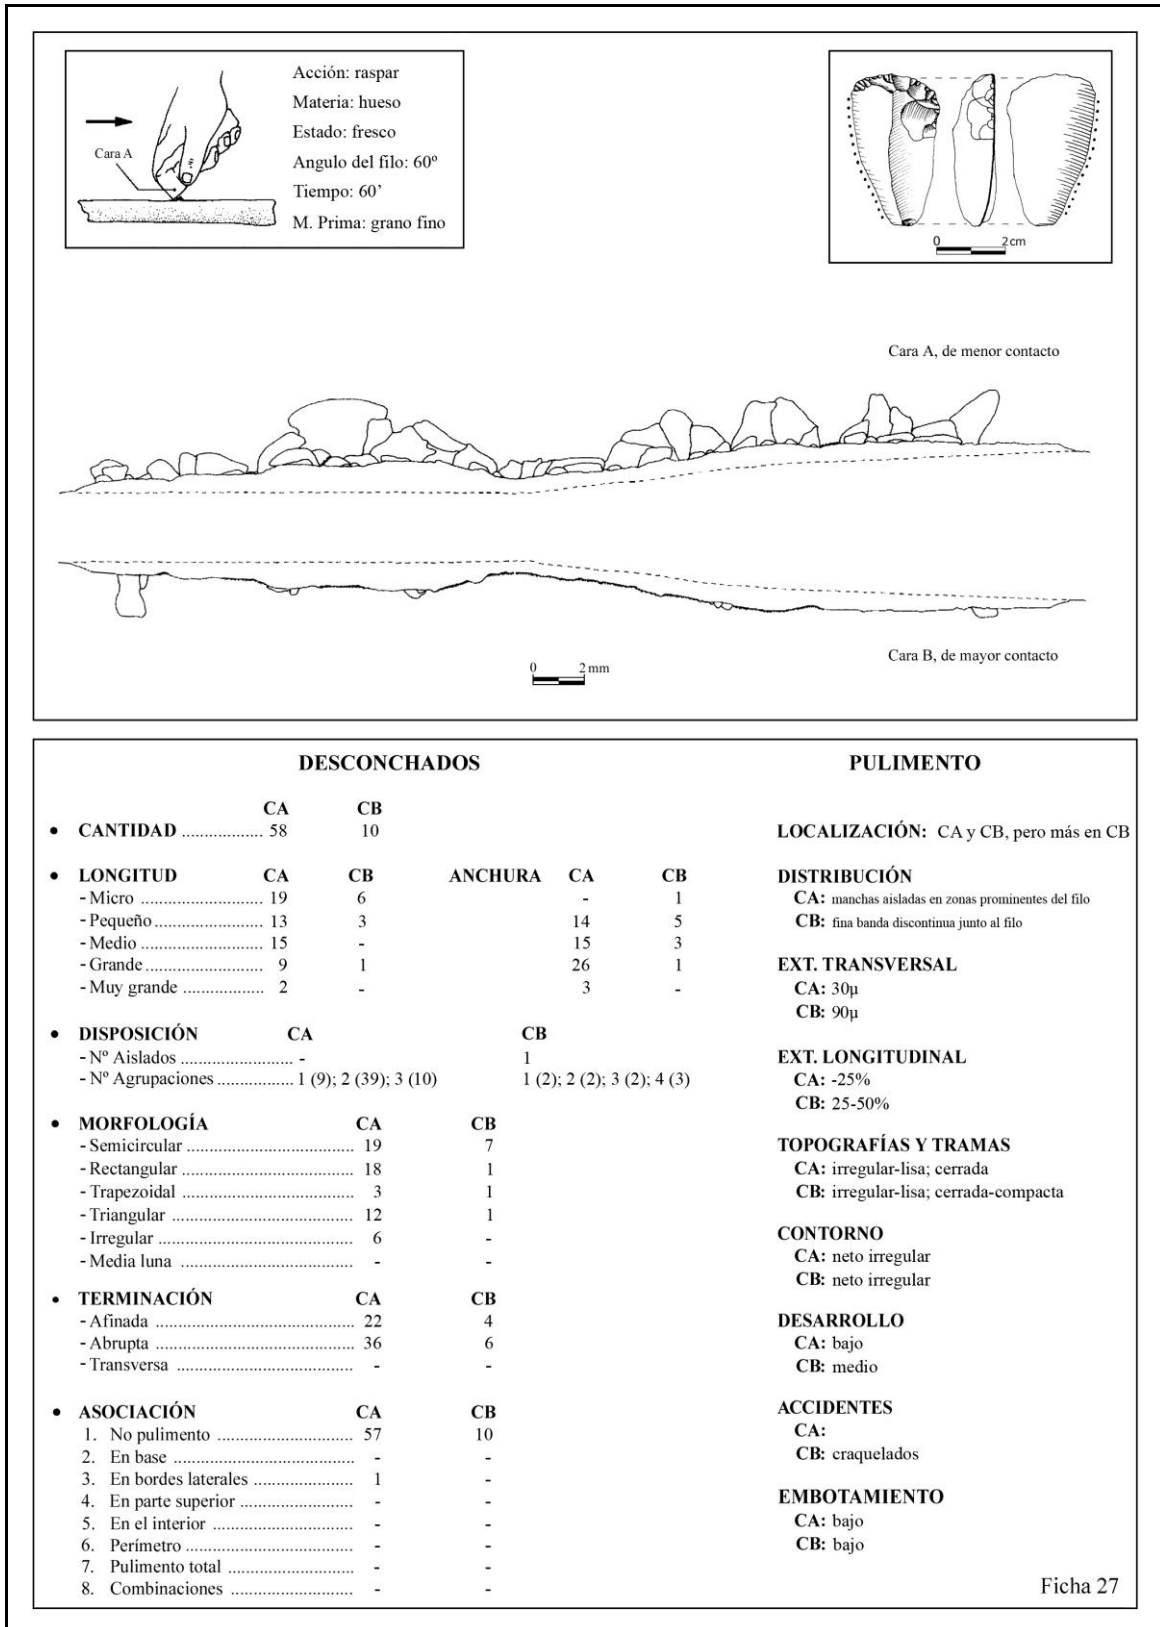 Acción: raspar
Materia: hueso
Estado: fresco
Angulo del filo: 60º
Tiempo: 60’
M. Prima: grano fino
Cara A
0 2cm
Cara A, de menor contacto
Cara B, de mayor contacto
0 2mm
DESCONCHADOS
CA CB
• CANTIDAD .................. 58 10
• LONGITUD CA CB ANCHURA CA CB
- Micro .......................... 19 6 - 1
- Pequeño ....................... 13 3 14 5
- Medio .......................... 15 - 15 3
- Grande ......................... 9 1 26 1
- Muy grande .................. 2 - 3 -
• DISPOSICIÓN CA CB
- Nº Aislados ........................ - 1
- Nº Agrupaciones ................ 1 (9); 2 (39); 3 (10) 1 (2); 2 (2); 3 (2); 4 (3)
• MORFOLOGÍA CA CB
- Semicircular .................................... 19 7
- Rectangular ..................................... 18 1
- Trapezoidal ..................................... 3 1
- Triangular ....................................... 12 1
- Irregular .......................................... 6 -
- Media luna ..................................... - -
• TERMINACIÓN CA CB
- Afinada ........................................... 22 4
- Abrupta ........................................... 36 6
- Transversa ...................................... - -
• ASOCIACIÓN CA CB
1. No pulimento ............................. 57 10
2. En base ...................................... - -
3. En bordes laterales ...................... 1 -
4. En parte superior ........................ - -
5. En el interior .............................. - -
6. Perímetro .................................... - -
7. Pulimento total ........................... - -
8. Combinaciones .......................... - -
PULIMENTO
LOCALIZACIÓN: CA y CB, pero más en CB
DISTRIBUCIÓN
CA: manchas aisladas en zonas prominentes del filo
CB: fina banda discontinua junto al filo
EXT. TRANSVERSAL
CA: 30µ
CB: 90µ
EXT. LONGITUDINAL
CA: -25%
CB: 25-50%
TOPOGRAFÍAS Y TRAMAS
CA: irregular-lisa; cerrada
CB: irregular-lisa; cerrada-compacta
CONTORNO
CA: neto irregular
CB: neto irregular
DESARROLLO
CA: bajo
CB: medio
ACCIDENTES
CA:
CB: craquelados
EMBOTAMIENTO
CA: bajo
CB: bajo
Ficha 27